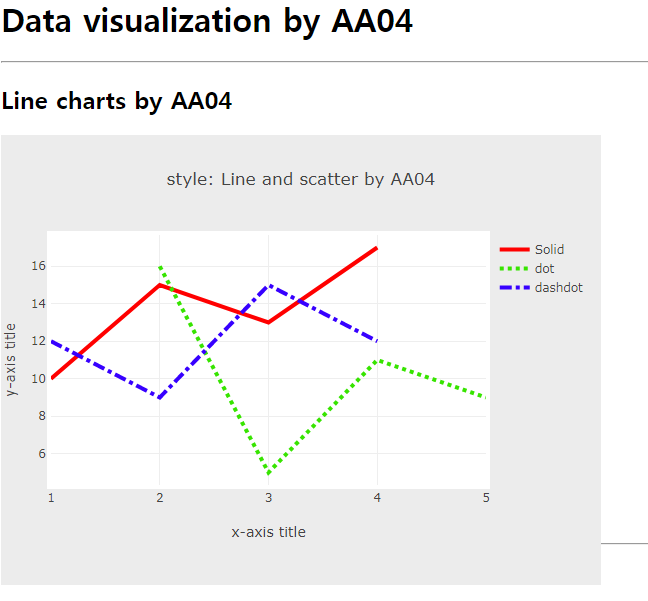 Data visualization by AA04
Line charts by AA04
style: Line and scatter by AA04
Solid
dot
dashdot
y-axis title
16
14
12
10
8
6
1 2 3 4 5
x-axis title